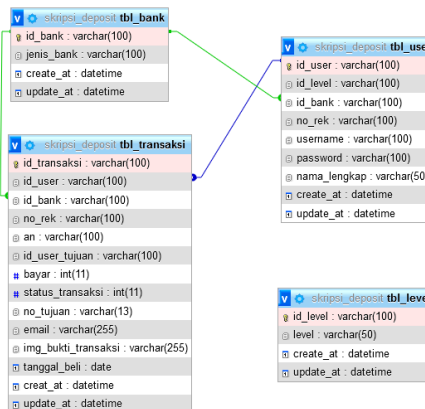 skripsi_deposit tbl_bank
id_bank : varchar(100)
jenis_bank : varchar(100)
create_at : datetime
update_at : datetime
skripsi_deposit tbl_use
id_user : varchar(100)
id_level : varchar(100)
id_bank : varchar(100)
no_rek : varchar(100)
username : varchar(100)
password : varchar(100)
nama_lengkap : varchar(50
create_at : datetime
update_at : datetime
skripsi_deposit tbl_transaksi
id_transaksi : varchar(100)
id_user : varchar(100)
id_bank : varchar(100)
no_rek : varchar(100)
an : varchar(100)
id_user_tujuan : varchar(100)
# bayar : int(11)
# status_transaksi : int(11)
no_tujuan : varchar(13)
email : varchar(255)
img_bukti_transaksi : varchar(255)
tanggal_beli : date
creat_at : datetime
update_at : datetime
skripsi_deposit tbl_leve
id_level : varchar(100)
level : varchar(50)
create_at : datetime
update_at : datetime